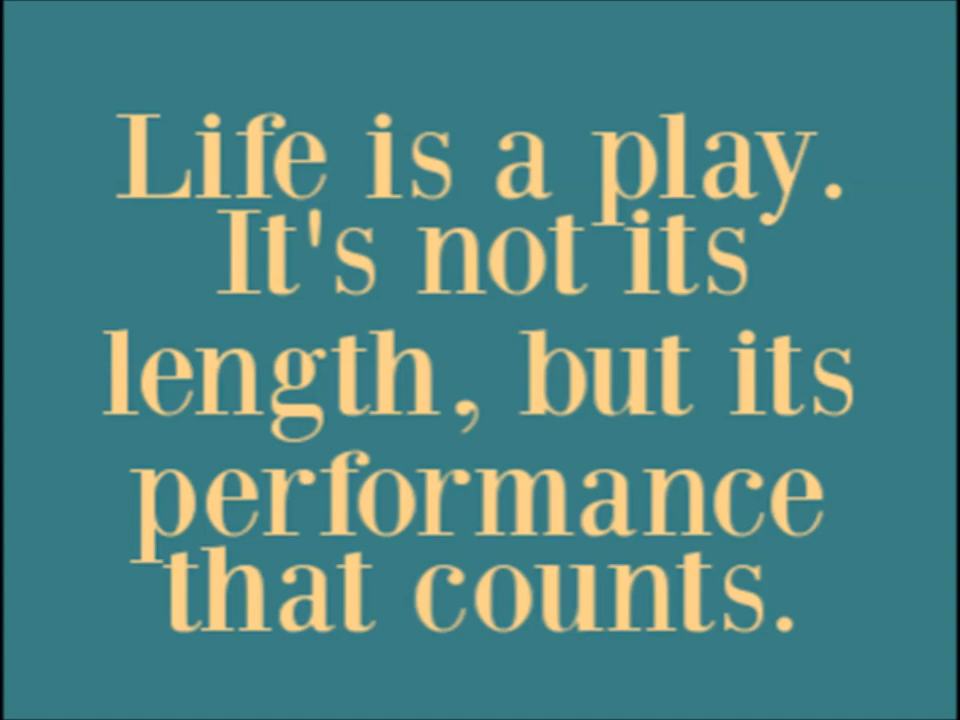 Life is a play.
It's not its
length, but its
performance
that counts.